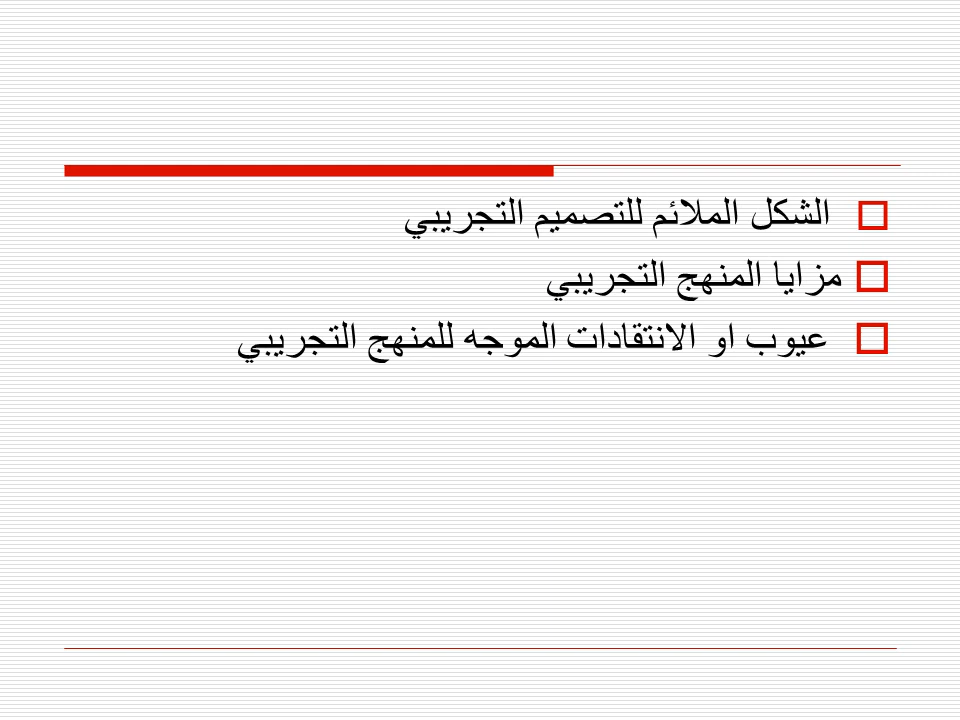 الشكل الملائم للتصميم التجريبي
مزايا المنهج التجريبي
عيوب او الانتقادات الموجه للمنهج التجريبي